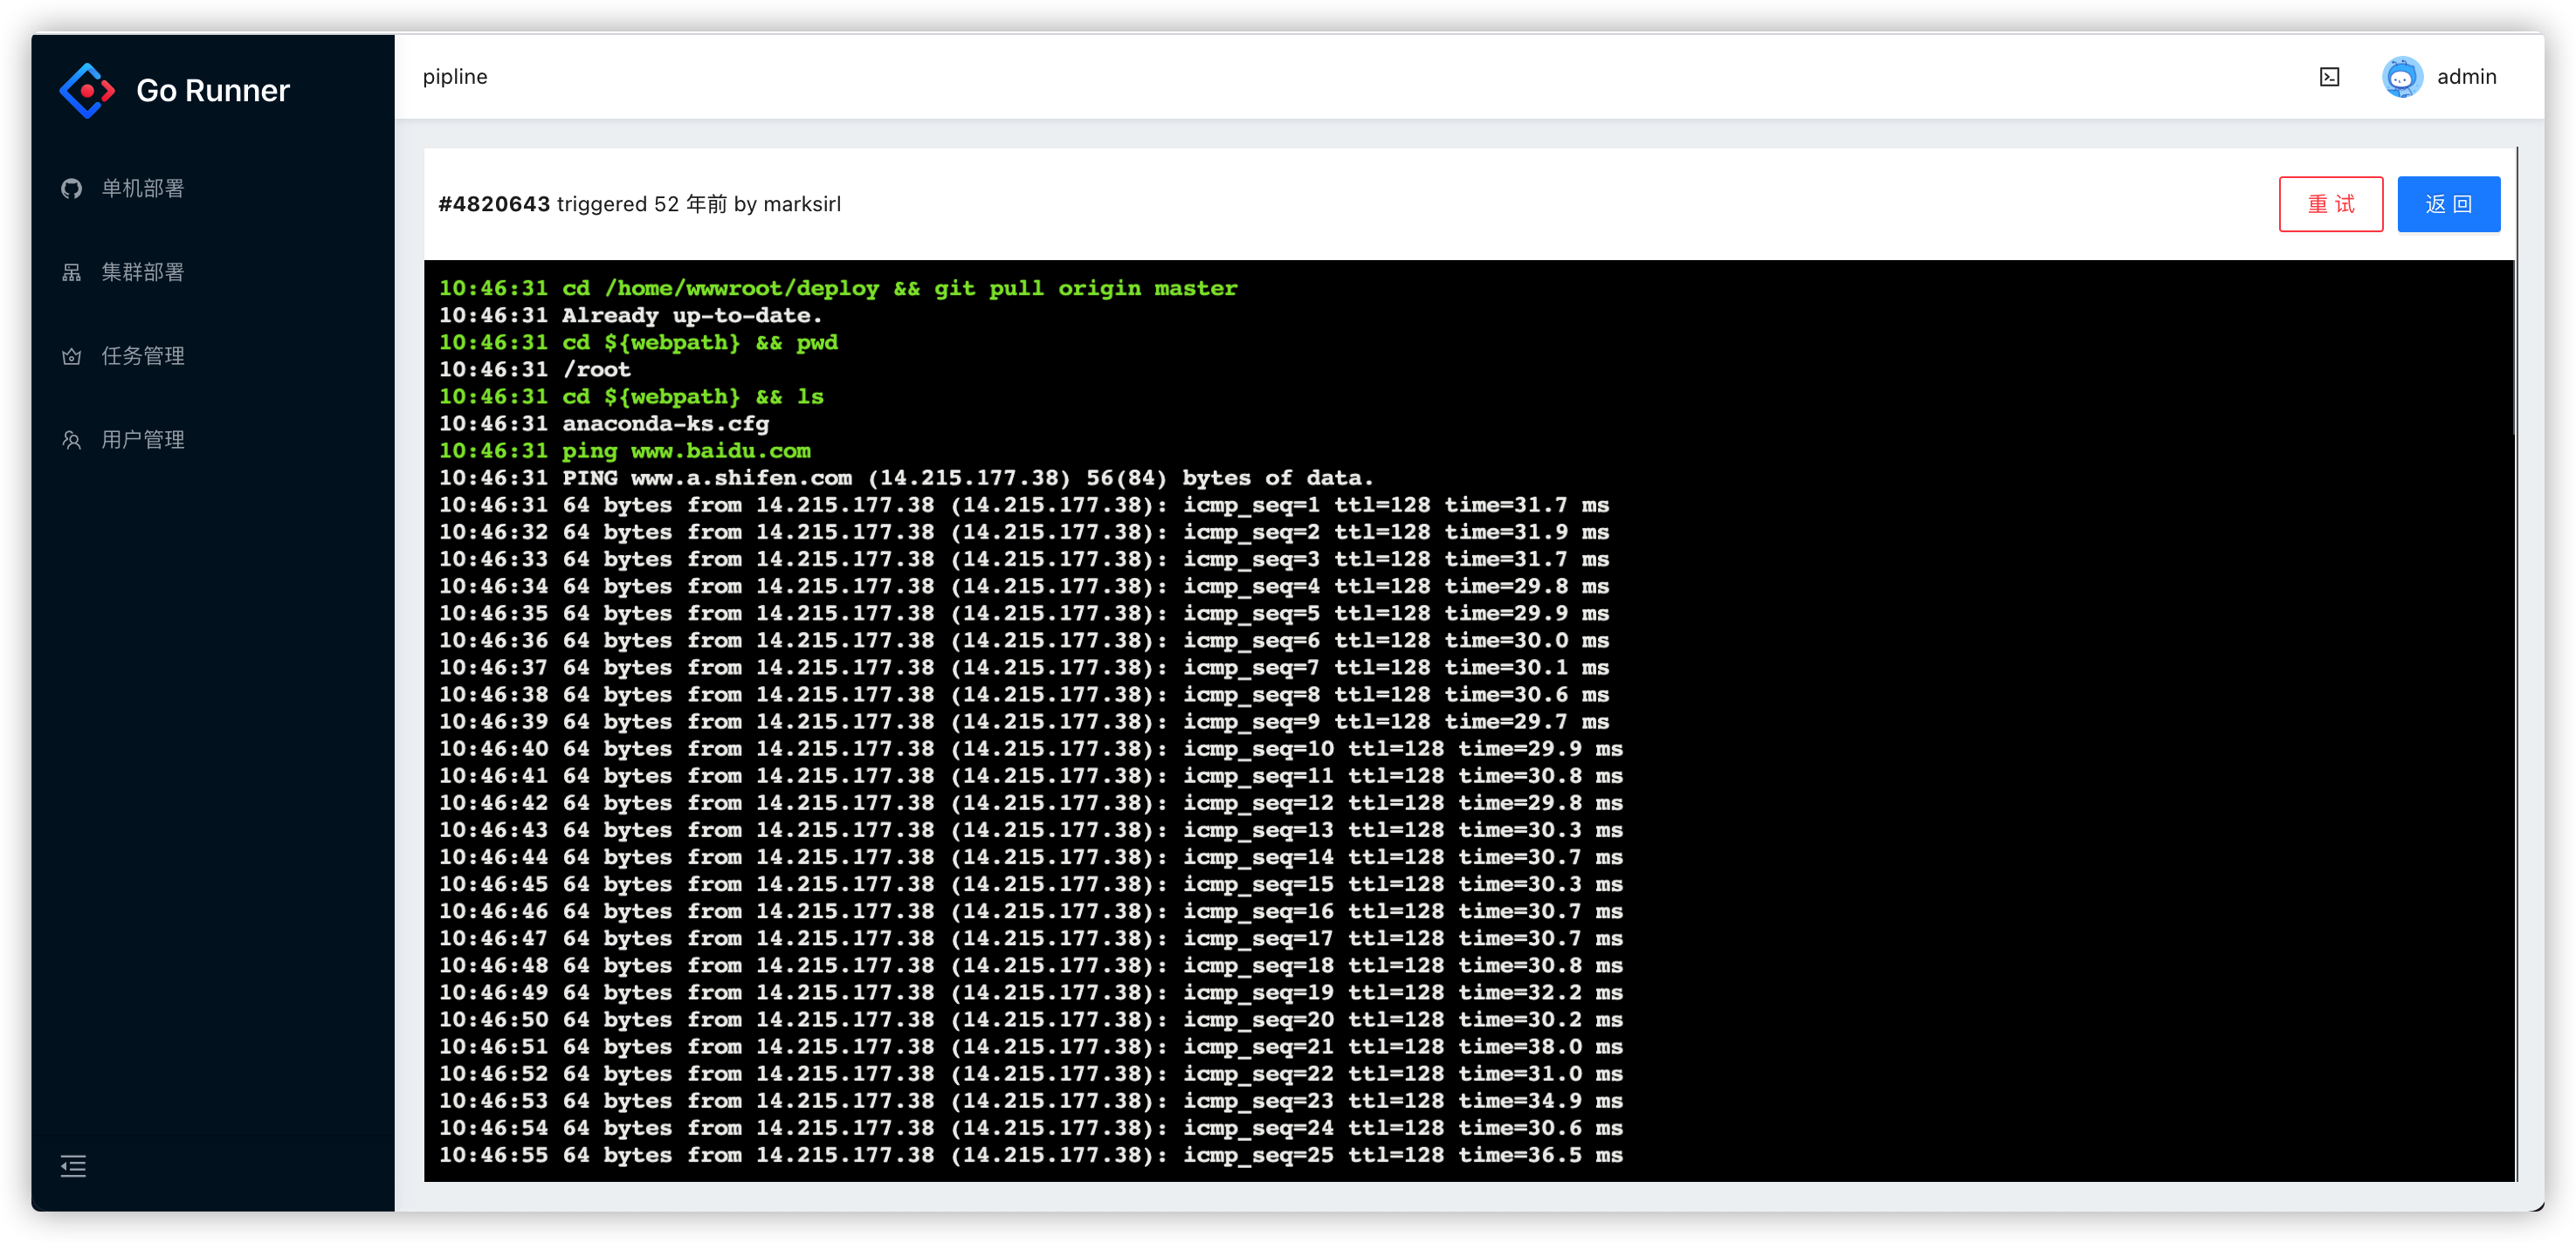 Go Runner
pipline
admin
单机部署
集群部署
任务管理
用户管理
#4820643 triggered 52 年前 by marksirl
重 试
返 回
10:46:31 cd /home/wwwroot/deploy && git pull origin master
10:46:31 Already up-to-date.
10:46:31 cd ${webpath} && pwd
10:46:31 /root
10:46:31 cd ${webpath} && ls
10:46:31 anaconda-ks.cfg
10:46:31 ping www.baidu.com
10:46:31 PING www.a.shifen.com (14.215.177.38) 56(84) bytes of data.
10:46:31 64 bytes from 14.215.177.38 (14.215.177.38): icmp_seq=1 ttl=128 time=31.7 ms
10:46:32 64 bytes from 14.215.177.38 (14.215.177.38): icmp_seq=2 ttl=128 time=31.9 ms
10:46:33 64 bytes from 14.215.177.38 (14.215.177.38): icmp_seq=3 ttl=128 time=31.7 ms
10:46:34 64 bytes from 14.215.177.38 (14.215.177.38): icmp_seq=4 ttl=128 time=29.8 ms
10:46:35 64 bytes from 14.215.177.38 (14.215.177.38): icmp_seq=5 ttl=128 time=29.9 ms
10:46:36 64 bytes from 14.215.177.38 (14.215.177.38): icmp_seq=6 ttl=128 time=30.0 ms
10:46:37 64 bytes from 14.215.177.38 (14.215.177.38): icmp_seq=7 ttl=128 time=30.1 ms
10:46:38 64 bytes from 14.215.177.38 (14.215.177.38): icmp_seq=8 ttl=128 time=30.6 ms
10:46:39 64 bytes from 14.215.177.38 (14.215.177.38): icmp_seq=9 ttl=128 time=29.7 ms
10:46:40 64 bytes from 14.215.177.38 (14.215.177.38): icmp_seq=10 ttl=128 time=29.9 ms
10:46:41 64 bytes from 14.215.177.38 (14.215.177.38): icmp_seq=11 ttl=128 time=30.8 ms
10:46:42 64 bytes from 14.215.177.38 (14.215.177.38): icmp_seq=12 ttl=128 time=29.8 ms
10:46:43 64 bytes from 14.215.177.38 (14.215.177.38): icmp_seq=13 ttl=128 time=30.3 ms
10:46:44 64 bytes from 14.215.177.38 (14.215.177.38): icmp_seq=14 ttl=128 time=30.7 ms
10:46:45 64 bytes from 14.215.177.38 (14.215.177.38): icmp_seq=15 ttl=128 time=30.3 ms
10:46:46 64 bytes from 14.215.177.38 (14.215.177.38): icmp_seq=16 ttl=128 time=30.7 ms
10:46:47 64 bytes from 14.215.177.38 (14.215.177.38): icmp_seq=17 ttl=128 time=30.7 ms
10:46:48 64 bytes from 14.215.177.38 (14.215.177.38): icmp_seq=18 ttl=128 time=30.8 ms
10:46:49 64 bytes from 14.215.177.38 (14.215.177.38): icmp_seq=19 ttl=128 time=32.2 ms
10:46:50 64 bytes from 14.215.177.38 (14.215.177.38): icmp_seq=20 ttl=128 time=30.2 ms
10:46:51 64 bytes from 14.215.177.38 (14.215.177.38): icmp_seq=21 ttl=128 time=38.0 ms
10:46:52 64 bytes from 14.215.177.38 (14.215.177.38): icmp_seq=22 ttl=128 time=31.0 ms
10:46:53 64 bytes from 14.215.177.38 (14.215.177.38): icmp_seq=23 ttl=128 time=34.9 ms
10:46:54 64 bytes from 14.215.177.38 (14.215.177.38): icmp_seq=24 ttl=128 time=30.6 ms
10:46:55 64 bytes from 14.215.177.38 (14.215.177.38): icmp_seq=25 ttl=128 time=36.5 ms